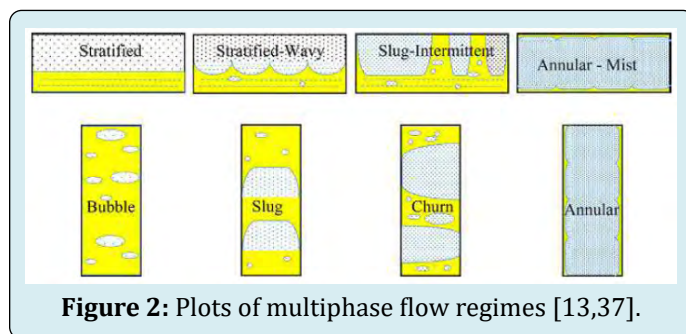 Stratified
Stratified-Wavy
Slug-Intermittent
Annular - Mist
Bubble
Slug
Churn
Annular
Figure 2: Plots of multiphase flow regimes [13,37].